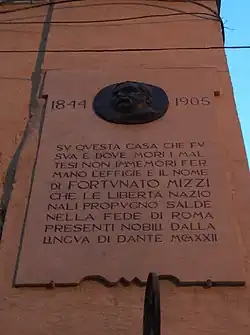 1844 1905
SV QVESTA CASA CHE FV
SVA E DOVE MORÌ I MAL
TESI NON IMMEMORI FER
MANO L'EFFIGIE E IL NOME
DI FORTVNATO MIZZI
CHE LE LIBERTÀ NAZIO
NALI PROPVGNÒ SALDE
NELLA FEDE DI ROMA
PRESENTI NOBILI DALLA
LINGVA DI DANTE MCMXXII